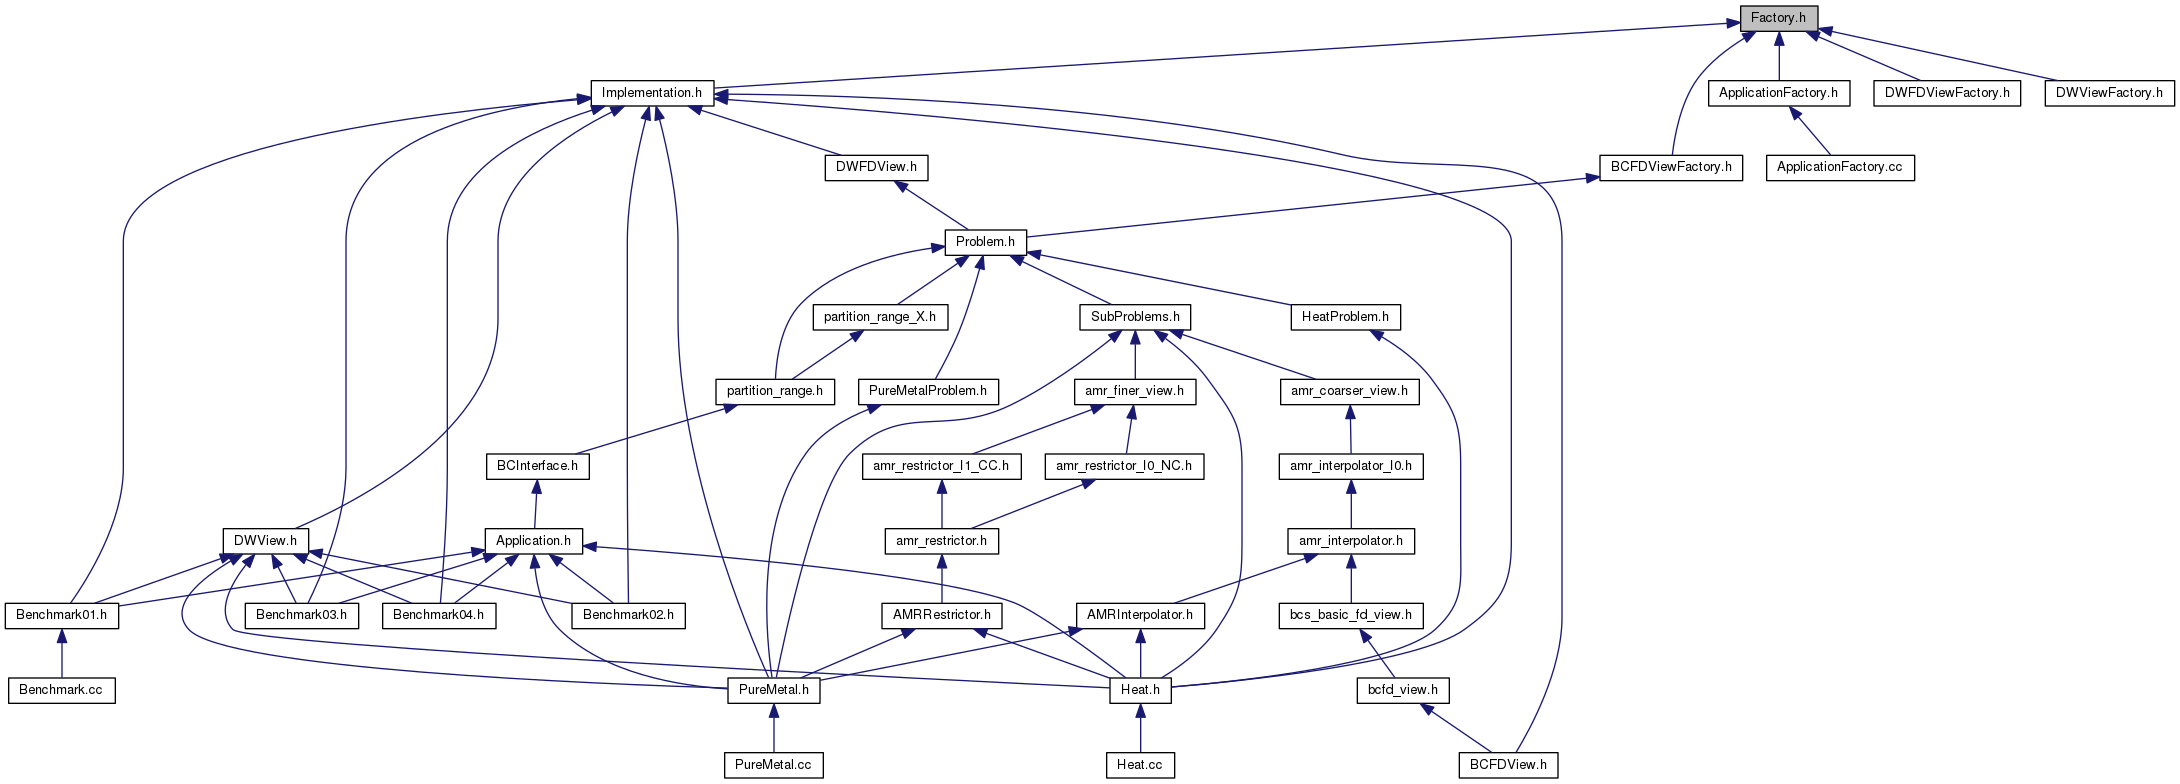 Factory.h
Implementation.h
ApplicationFactory.h
DWFDViewFactory.h
DWViewFactory.h
DWFDView.h
BCFDViewFactory.h
ApplicationFactory.cc
Problem.h
partition_range_X.h
SubProblems.h
HeatProblem.h
partition_range.h
PureMetalProblem.h
amr_finer_view.h
amr_coarser_view.h
BCInterface.h
amr_restrictor_l1_CC.h
amr_restrictor_l0_NC.h
amr_interpolator_l0.h
DWView.h
Application.h
amr_restrictor.h
amr_interpolator.h
Benchmark01.h
Benchmark03.h
Benchmark04.h
Benchmark02.h
AMRRestrictor.h
AMRInterpolator.h
bcs_basic_fd_view.h
Benchmark.cc
PureMetal.h
Heat.h
bcfd_view.h
PureMetal.cc
Heat.cc
BCFDView.h